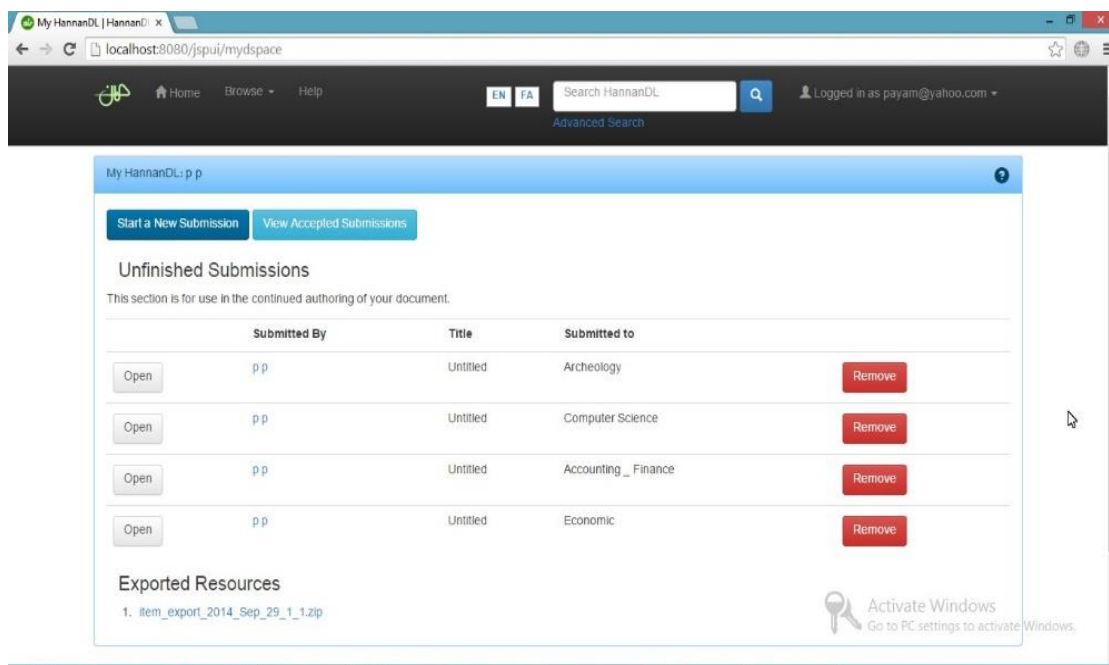 My HannanDL | HannanD
localhost:8080/jspui/mydspace
حنان Home Browse Help EN FA Search HannanDL Logged in as payam@yahoo.com
Advanced Search
My HannanDL: p p
Start a New Submission View Accepted Submissions
Unfinished Submissions
This section is for use in the continued authoring of your document.
Submitted By Title Submitted to
Open p p Untitled Archeology Remove
Open p p Untitled Computer Science Remove
Open p p Untitled Accounting _ Finance Remove
Open p p Untitled Economic Remove
Exported Resources
1. item_export_2014_Sep_29_1_1.zip
Activate Windows
Go to PC settings to activate Windows.